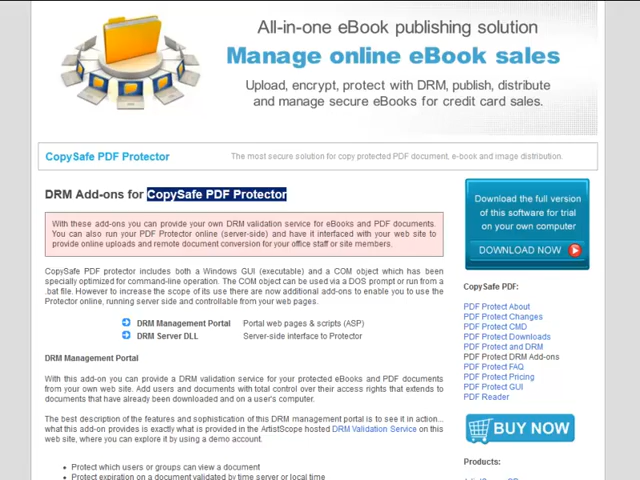 All-in-one eBook publishing solution
Manage online eBook sales
Upload, encrypt, protect with DRM, publish, distribute
and manage secure eBooks for credit card sales.
CopySafe PDF Protector
The most secure solution for copy protected PDF document, e-book and image distribution.
DRM Add-ons for CopySafe PDF Protector
With these add-ons you can provide your own DRM validation service for eBooks and PDF documents.
You can also run your PDF Protector online (server-side) and have it interfaced with your web site to
provide online uploads and remote document conversion for your office staff or site members.
CopySafe PDF protector includes both a Windows GUI (executable) and a COM object which has been
specially optimized for command-line operation. The COM object can be used via a DOS prompt or run from a
.bat file. However to increase the scope of its use there are now additional add-ons to enable you to use the
Protector online, running server side and controllable from your web pages.
DRM Management Portal Portal web pages & scripts (ASP)
DRM Server DLL Server-side interface to Protector
DRM Management Portal
With this add-on you can provide a DRM validation service for your protected eBooks and PDF documents
from your own web site. Add users and documents with total control over their access rights that extends to
documents that have already been downloaded and on a user's computer.
The best description of the features and sophistication of this DRM management portal is to see it in action...
what this add-on provides is exactly what is provided in the ArtistScope hosted DRM Validation Service on this
web site, where you can explore it by using a demo account.
Protect which users or groups can view a document
Protect expiration on a document validated by time server or local time
Download the full version
of this software for trial
on your own computer
DOWNLOAD NOW
CopySafe PDF:
PDF Protect About
PDF Protect Changes
PDF Protect CMD
PDF Protect Downloads
PDF Protect and DRM
PDF Protect DRM Add-ons
PDF Protect FAQ
PDF Protect Pricing
PDF Protect GUI
PDF Reader
BUY NOW
Products: